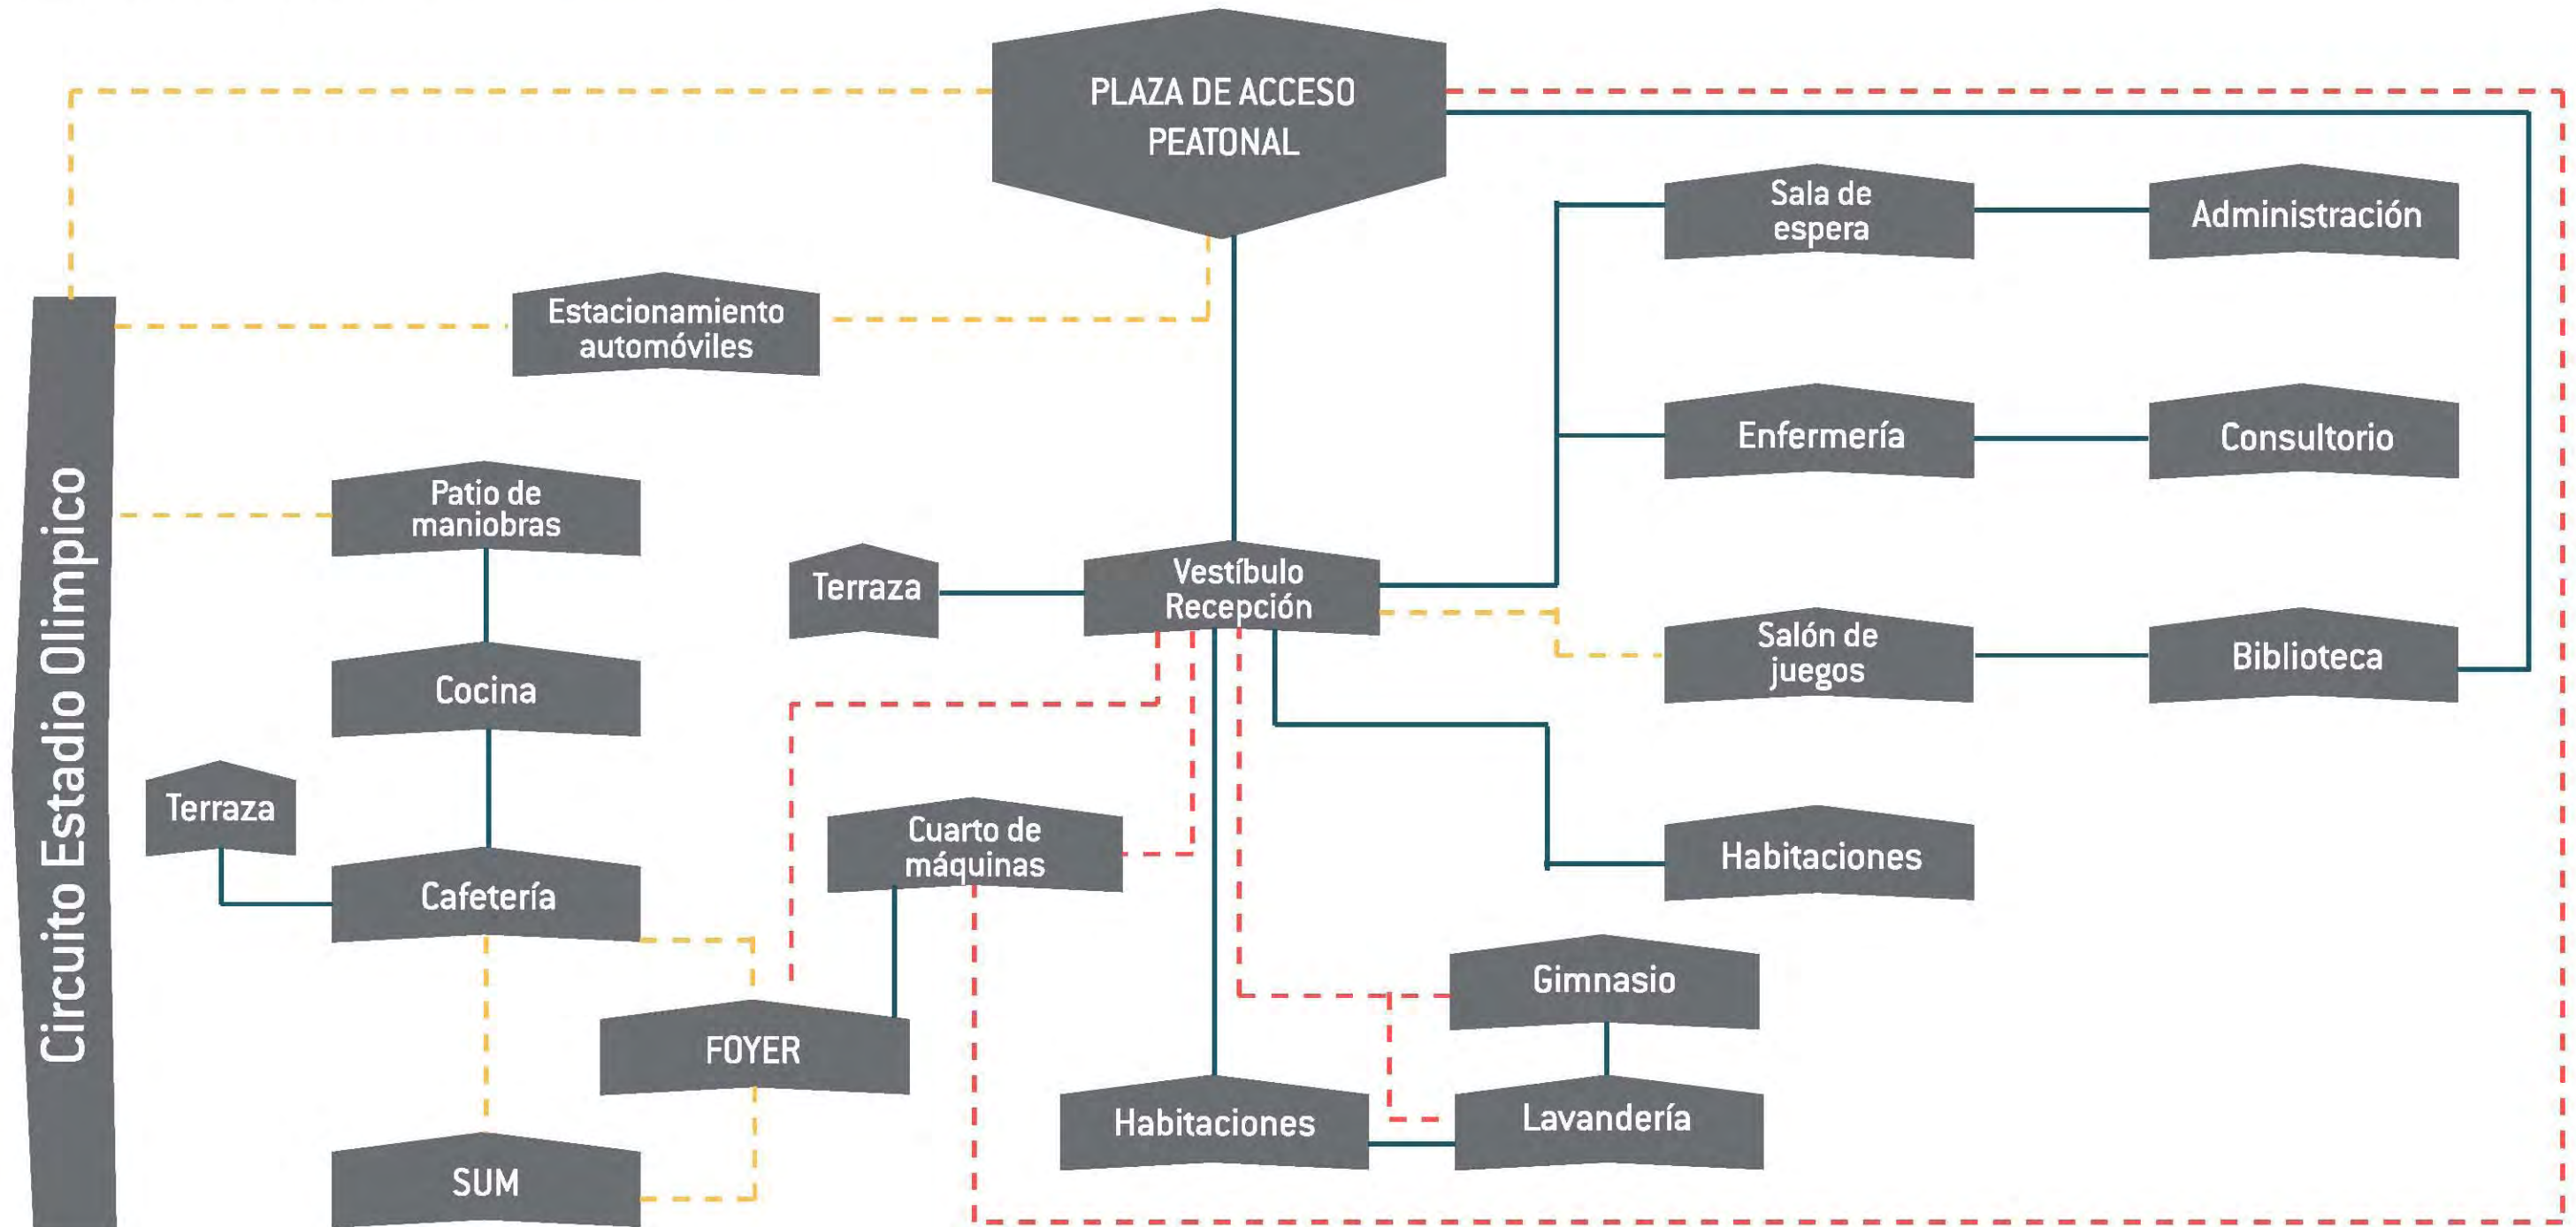 PLAZA DE ACCESO
PEATONAL
Sala de
espera
Administración
Estacionamiento
automóviles
Enfermería
Consultorio
Circuito Estadio Olimpico
Patio de
maniobras
Terraza
Vestíbulo
Recepción
Salón de
juegos
Biblioteca
Cocina
Terraza
Cuarto de
máquinas
Habitaciones
Cafetería
Gimnasio
FOYER
Habitaciones
Lavandería
SUM